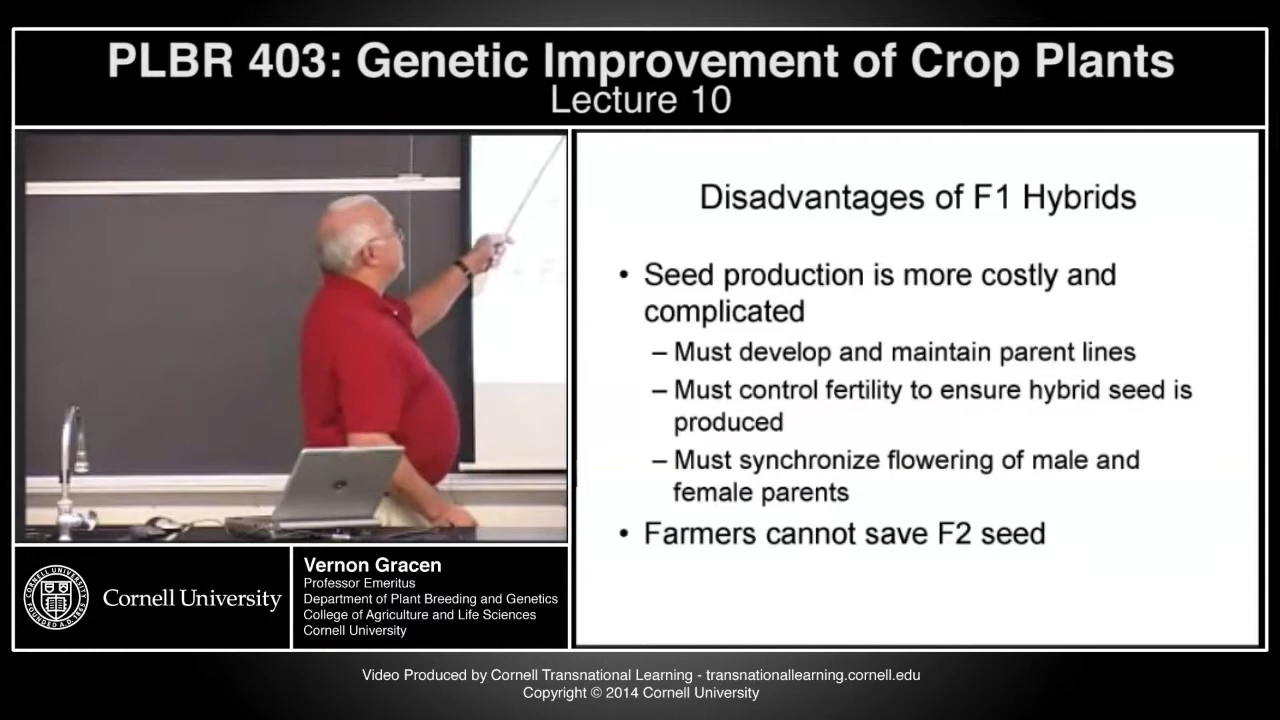 PLBR 403: Genetic Improvement of Crop Plants
Lecture 10
Disadvantages of F1 Hybrids
• Seed production is more costly and
complicated
– Must develop and maintain parent lines
– Must control fertility to ensure hybrid seed is
produced
– Must synchronize flowering of male and
female parents
• Farmers cannot save F2 seed
Cornell University
Vernon Gracen
Professor Emeritus
Department of Plant Breeding and Genetics
College of Agriculture and Life Sciences
Cornell University
Video Produced by Cornell Transnational Learning - transnationallearning.cornell.edu
Copyright © 2014 Cornell University